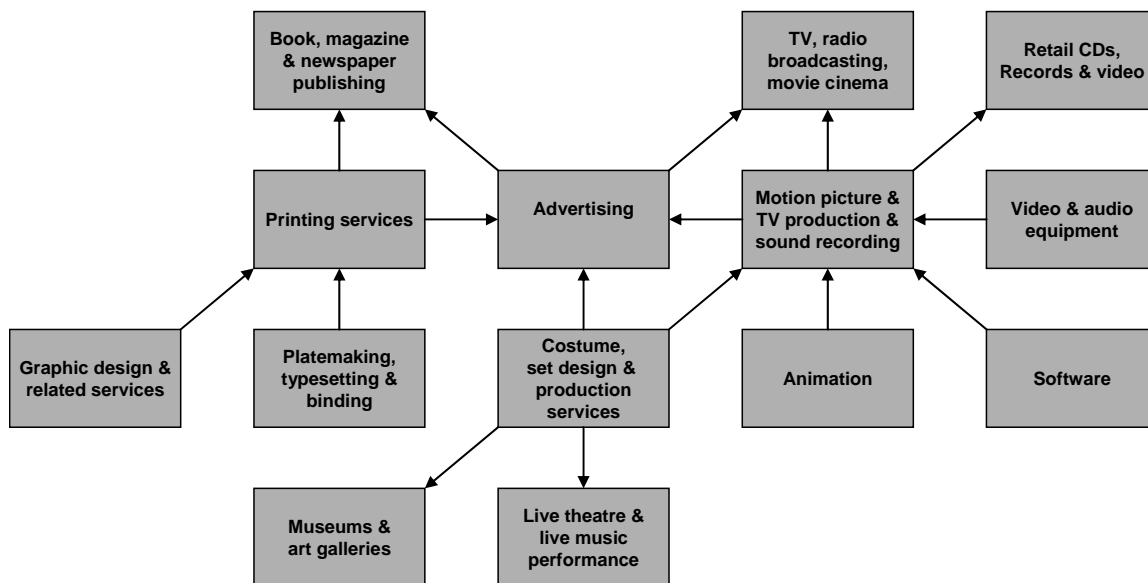 Book, magazine
& newspaper
publishing
TV, radio
broadcasting,
movie cinema
Retail CDs,
Records & video
Printing services
Advertising
Motion picture &
TV production &
sound recording
Video & audio
equipment
Graphic design &
related services
Platemaking,
typesetting &
binding
Costume,
set design &
production
services
Animation
Software
Museums &
art galleries
Live theatre &
live music
performance